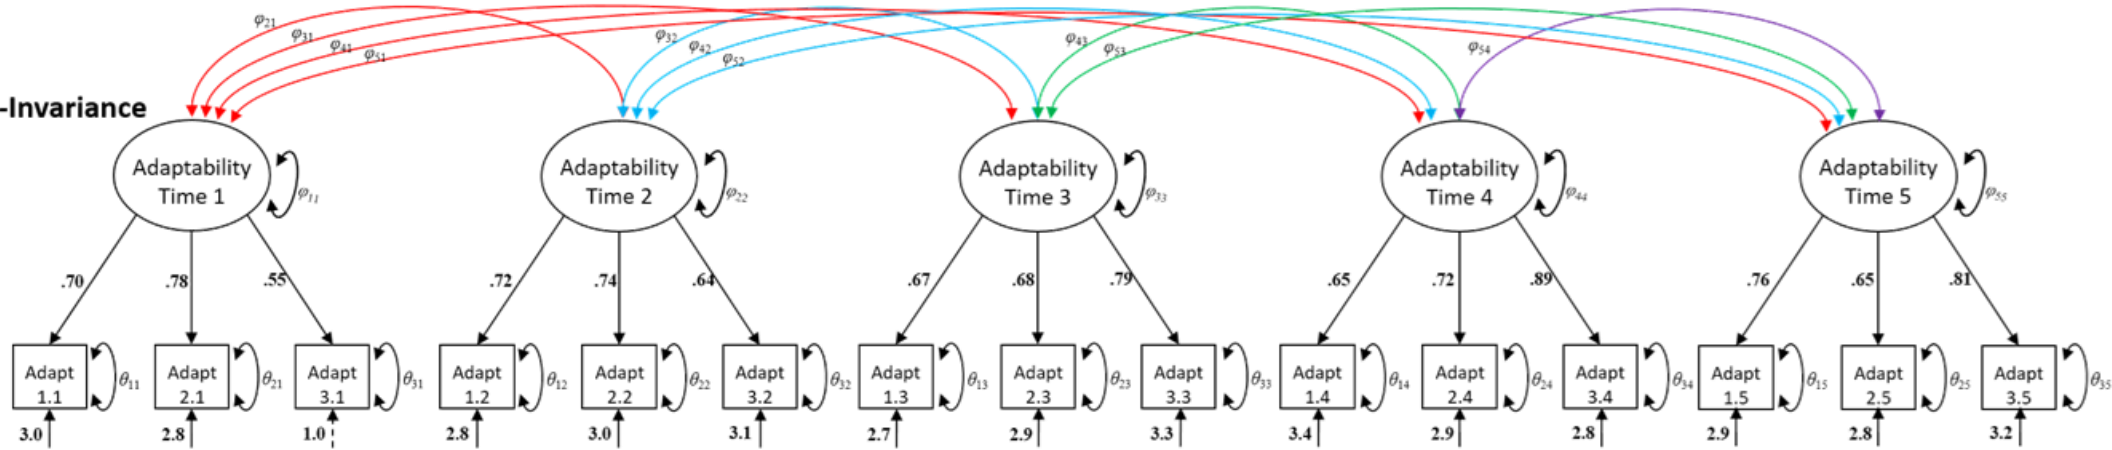 φ21
φ31
φ41
φ51
φ32
φ42
φ52
φ43
φ53
φ54
-Invariance
Adaptability
Time 1
φ11
Adaptability
Time 2
φ22
Adaptability
Time 3
φ33
Adaptability
Time 4
φ44
Adaptability
Time 5
φ55
.70 .78 .55 .72 .74 .64 .67 .68 .79 .65 .72 .89 .76 .65 .81
Adapt
1.1
θ11
Adapt
2.1
θ21
Adapt
3.1
θ31
Adapt
1.2
θ12
Adapt
2.2
θ22
Adapt
3.2
θ32
Adapt
1.3
θ13
Adapt
2.3
θ23
Adapt
3.3
θ33
Adapt
1.4
θ14
Adapt
2.4
θ24
Adapt
3.4
θ34
Adapt
1.5
θ15
Adapt
2.5
θ25
Adapt
3.5
θ35
3.0 2.8 1.0 2.8 3.0 3.1 2.7 2.9 3.3 3.4 2.9 2.8 2.9 2.8 3.2